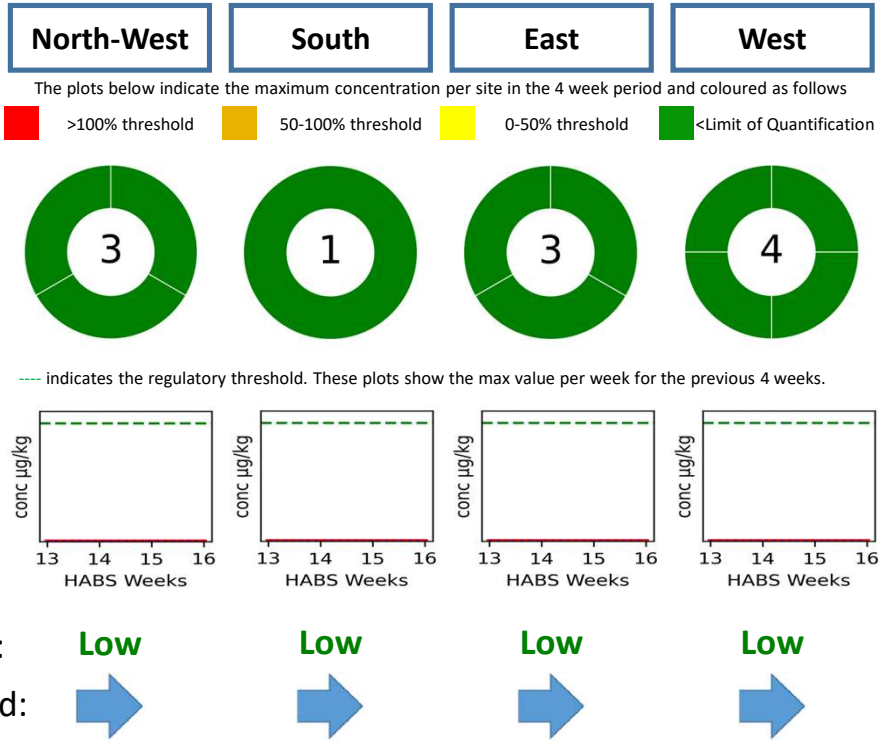 North-West South East West
The plots below indicate the maximum concentration per site in the 4 week period and coloured as follows
>100% threshold 50-100% threshold 0-50% threshold <Limit of Quantification
3 1 3 4
---- indicates the regulatory threshold. These plots show the max value per week for the previous 4 weeks.
conc µg/kg conc µg/kg conc µg/kg conc µg/kg
13 14 15 16 13 14 15 16 13 14 15 16 13 14 15 16
HABS Weeks HABS Weeks HABS Weeks HABS Weeks
: Low Low Low Low
d: